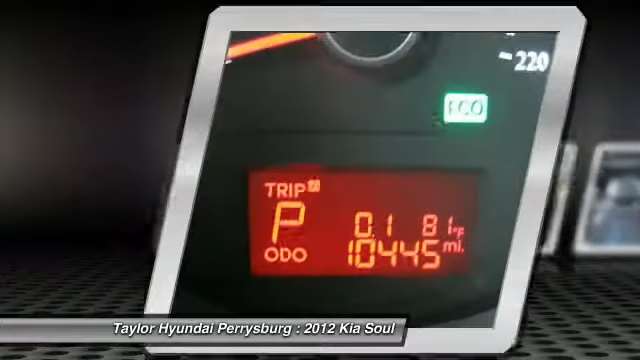 220
ECO
TRIP
P 0.1 81°F
ODO 10445 mi.
Taylor Hyundai Perrysburg : 2012 Kia Soul